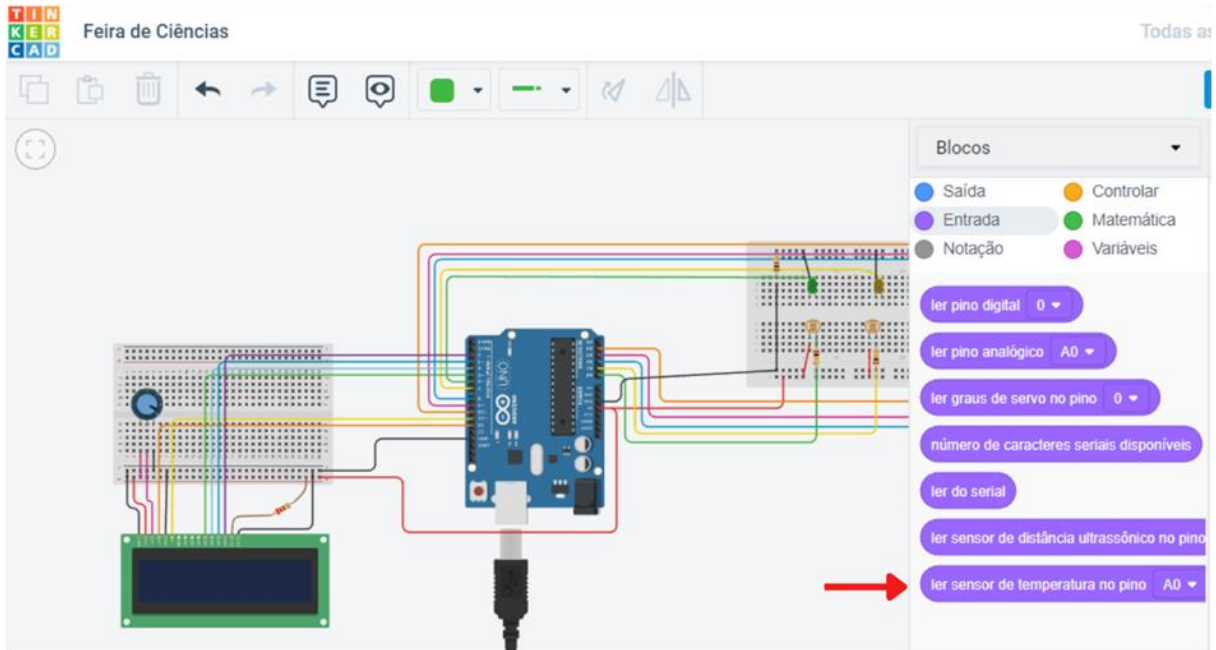 TIN
KER
CAD
Feira de Ciências
Todas as
Blocos
Saída
Controlar
Entrada
Matemática
Notação
Variáveis
ler pino digital 0
ler pino analógico A0
ler graus de servo no pino 0
número de caracteres seriais disponíveis
ler do serial
ler sensor de distância ultrassônico no pino
ler sensor de temperatura no pino A0
UNO